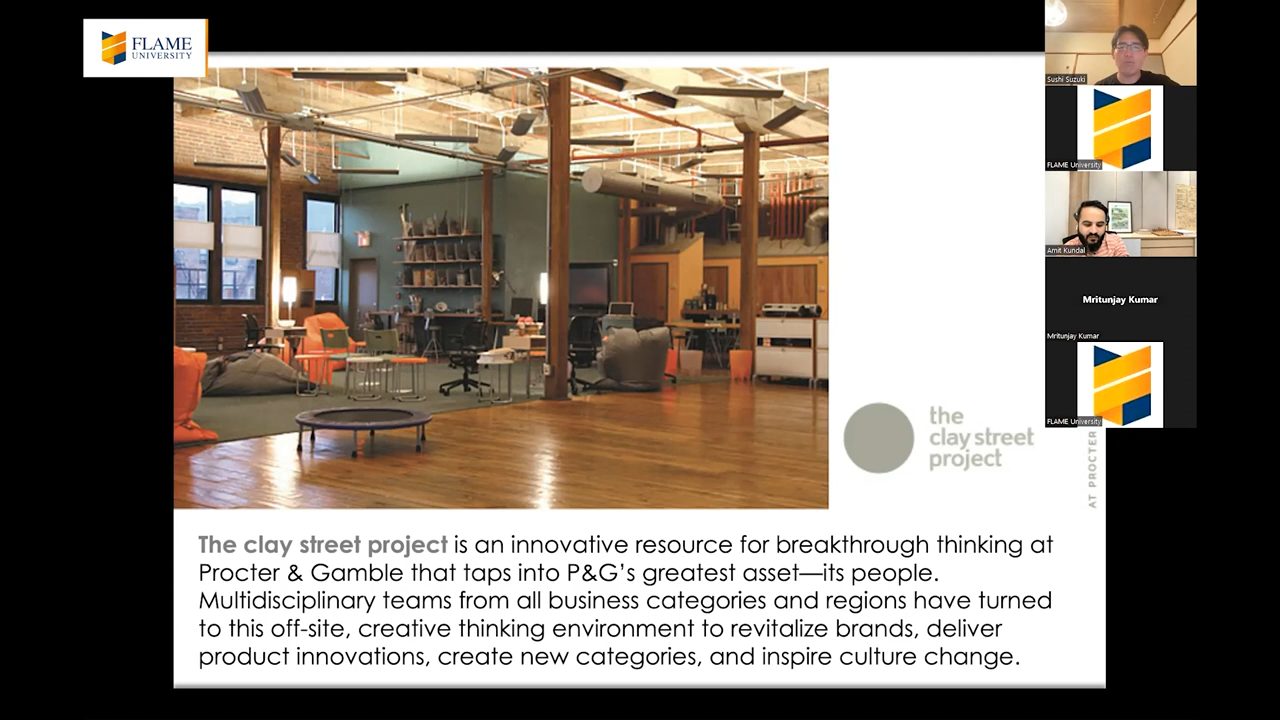 FLAME
UNIVERSITY
Sushi Suzuki
FLAME University
Amit Kundal
Mritunjay Kumar
Mritunjay Kumar
FLAME University
the
clay street
project
AT PROCTER
The clay street project is an innovative resource for breakthrough thinking at
Procter & Gamble that taps into P&G's greatest asset—its people.
Multidisciplinary teams from all business categories and regions have turned
to this off-site, creative thinking environment to revitalize brands, deliver
product innovations, create new categories, and inspire culture change.